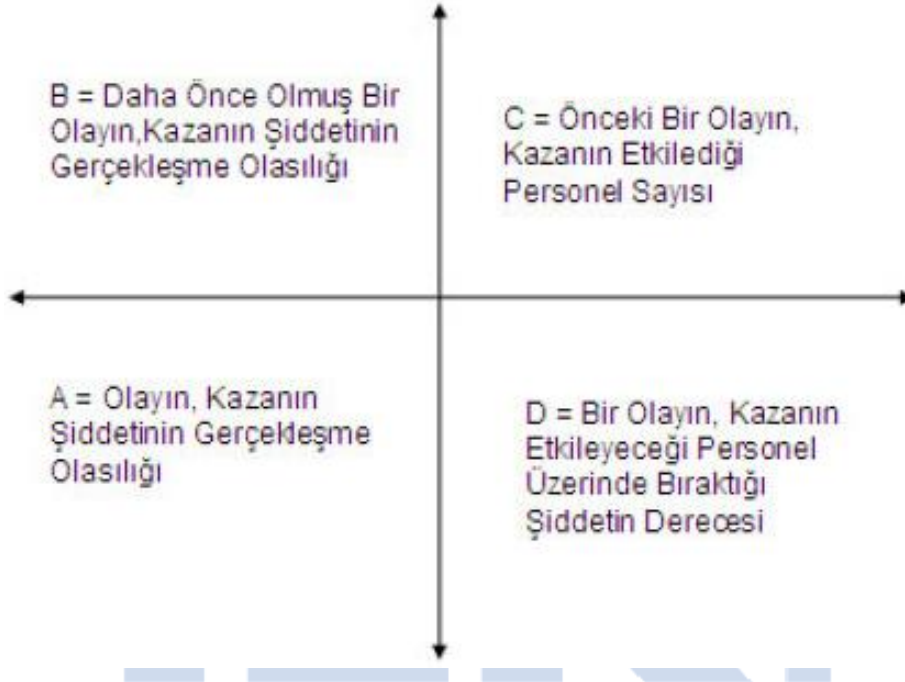 B = Daha Önce Olmuş Bir
Olayın,Kazanın Şiddetinin
Gerçekleşme Olasılığı
C = Önceki Bir Olayın,
Kazanın Etkilediği
Personel Sayısı
A = Olayın, Kazanın
Şiddetinin Gerçekleşme
Olasılığı
D = Bir Olayın, Kazanın
Etkileyeceği Personel
Üzerinde Bıraktığı
Şiddetin Derecesi